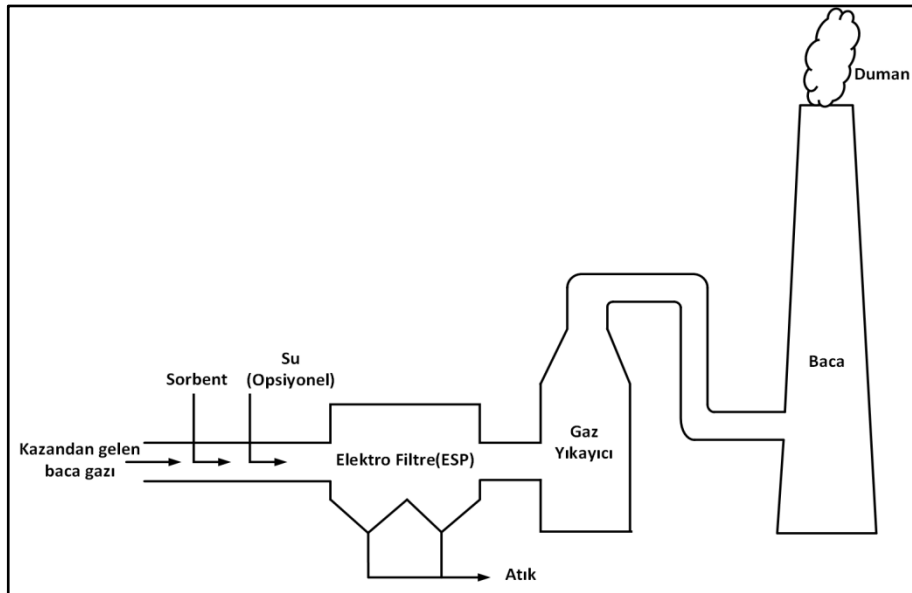 Duman
Su
(Opsiyonel)
Sorbent
Baca
Kazandan gelen
baca gazı
Elektro Filtre(ESP)
Gaz
Yıkayıcı
Atık